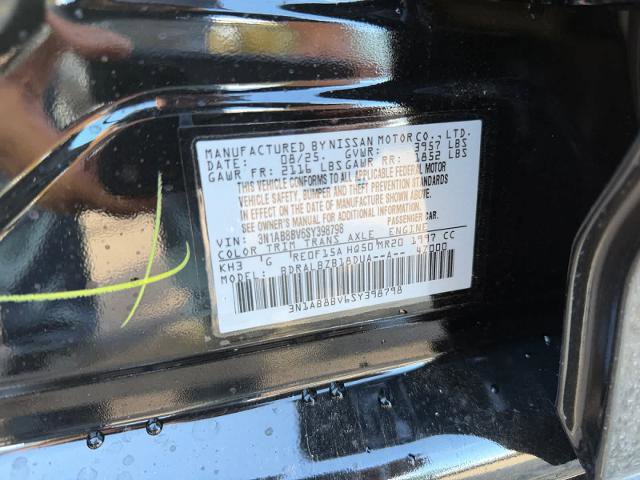 MANUFACTURED BY NISSAN MOTOR CO., LTD.
DATE: 08/25 GVWR: 3957 LBS
GAWR FR: 2116 LBS GAWR RR: 1852 LBS
THIS VEHICLE CONFORMS TO ALL APPLICABLE FEDERAL MOTOR
VEHICLE SAFETY, BUMPER, AND THEFT PREVENTION STANDARDS
IN EFFECT ON THE DATE OF MANUFACTURE SHOWN ABOVE.
SEE OWNER'S MANUAL FOR ADDITIONAL INFORMATION.
VIN: 3N1AB8BV6SY398798 PASSENGER CAR.
COLOR TRIM TRANS AXLE ENGINE
KH3 G RE0F15A HQ50 MR20 1997 CC
MODEL: BDRALBZB18DUA--A-- 47000
3N1AB8BV6SY398798